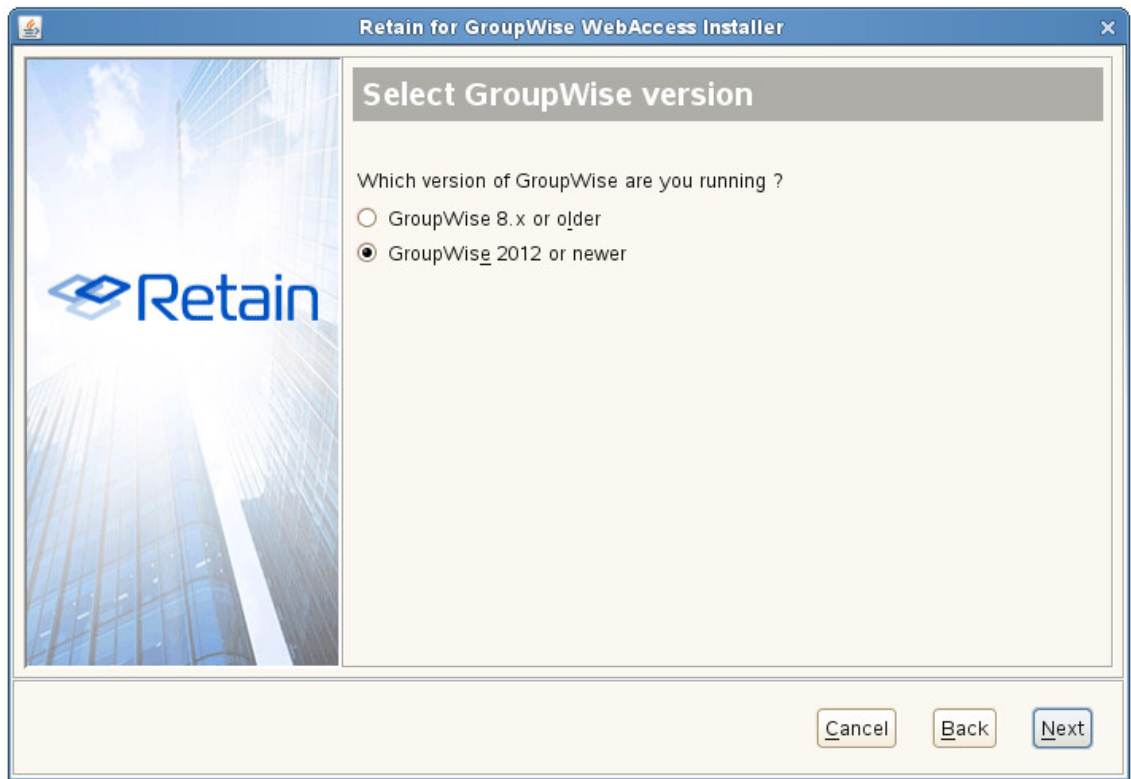 Retain for GroupWise WebAccess Installer
Select GroupWise version
Which version of GroupWise are you running ?
GroupWise 8.x or older
GroupWise 2012 or newer
Retain
Cancel Back Next